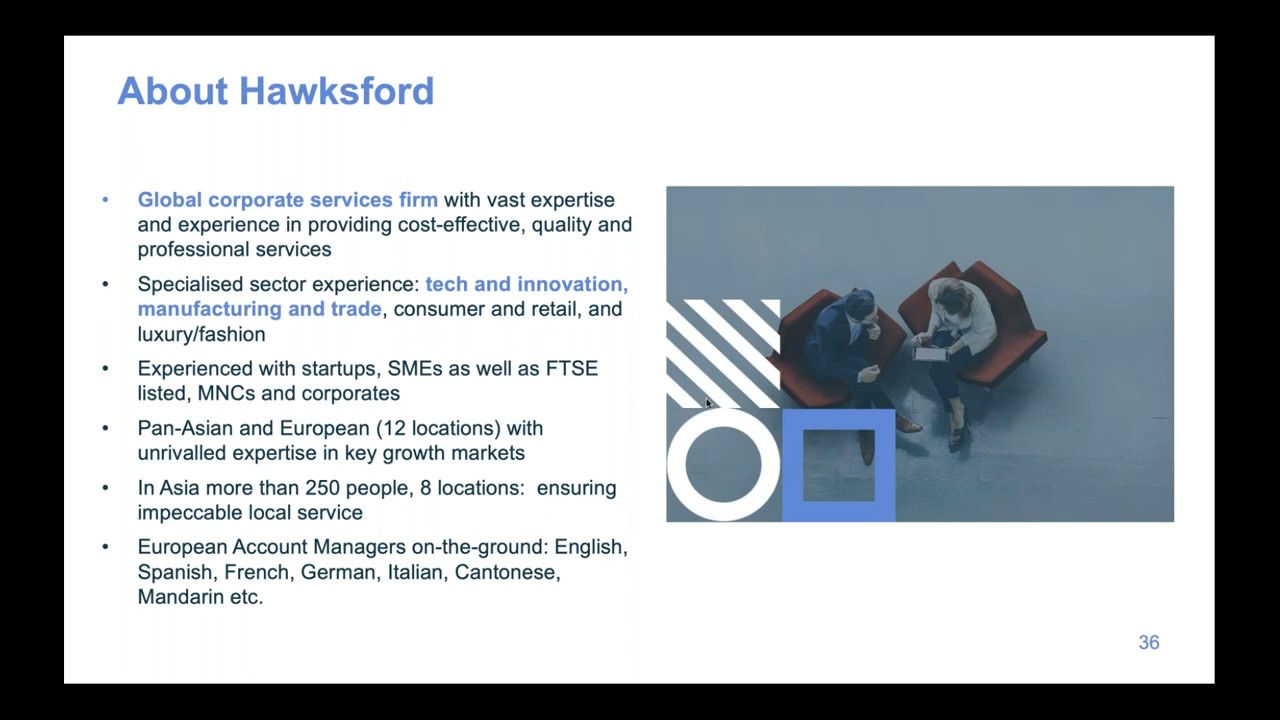 About Hawksford
• Global corporate services firm with vast expertise
and experience in providing cost-effective, quality and
professional services
• Specialised sector experience: tech and innovation,
manufacturing and trade, consumer and retail, and
luxury/fashion
• Experienced with startups, SMEs as well as FTSE
listed, MNCs and corporates
• Pan-Asian and European (12 locations) with
unrivalled expertise in key growth markets
• In Asia more than 250 people, 8 locations:  ensuring
impeccable local service
• European Account Managers on-the-ground: English,
Spanish, French, German, Italian, Cantonese,
Mandarin etc.
36